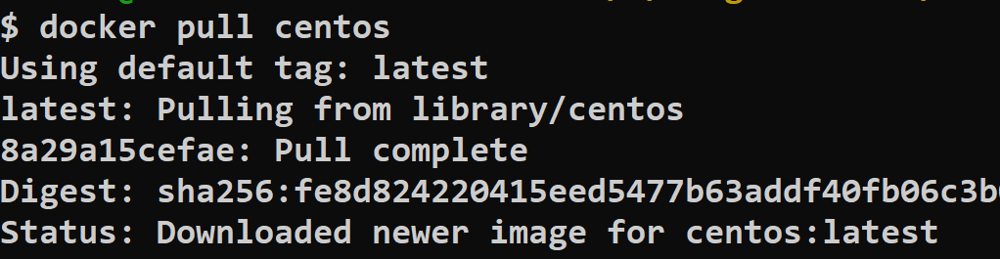 $ docker pull centos
Using default tag: latest
latest: Pulling from library/centos
8a29a15cefae: Pull complete
Digest: sha256:fe8d824220415eed5477b63addf40fb06c3b
Status: Downloaded newer image for centos:latest